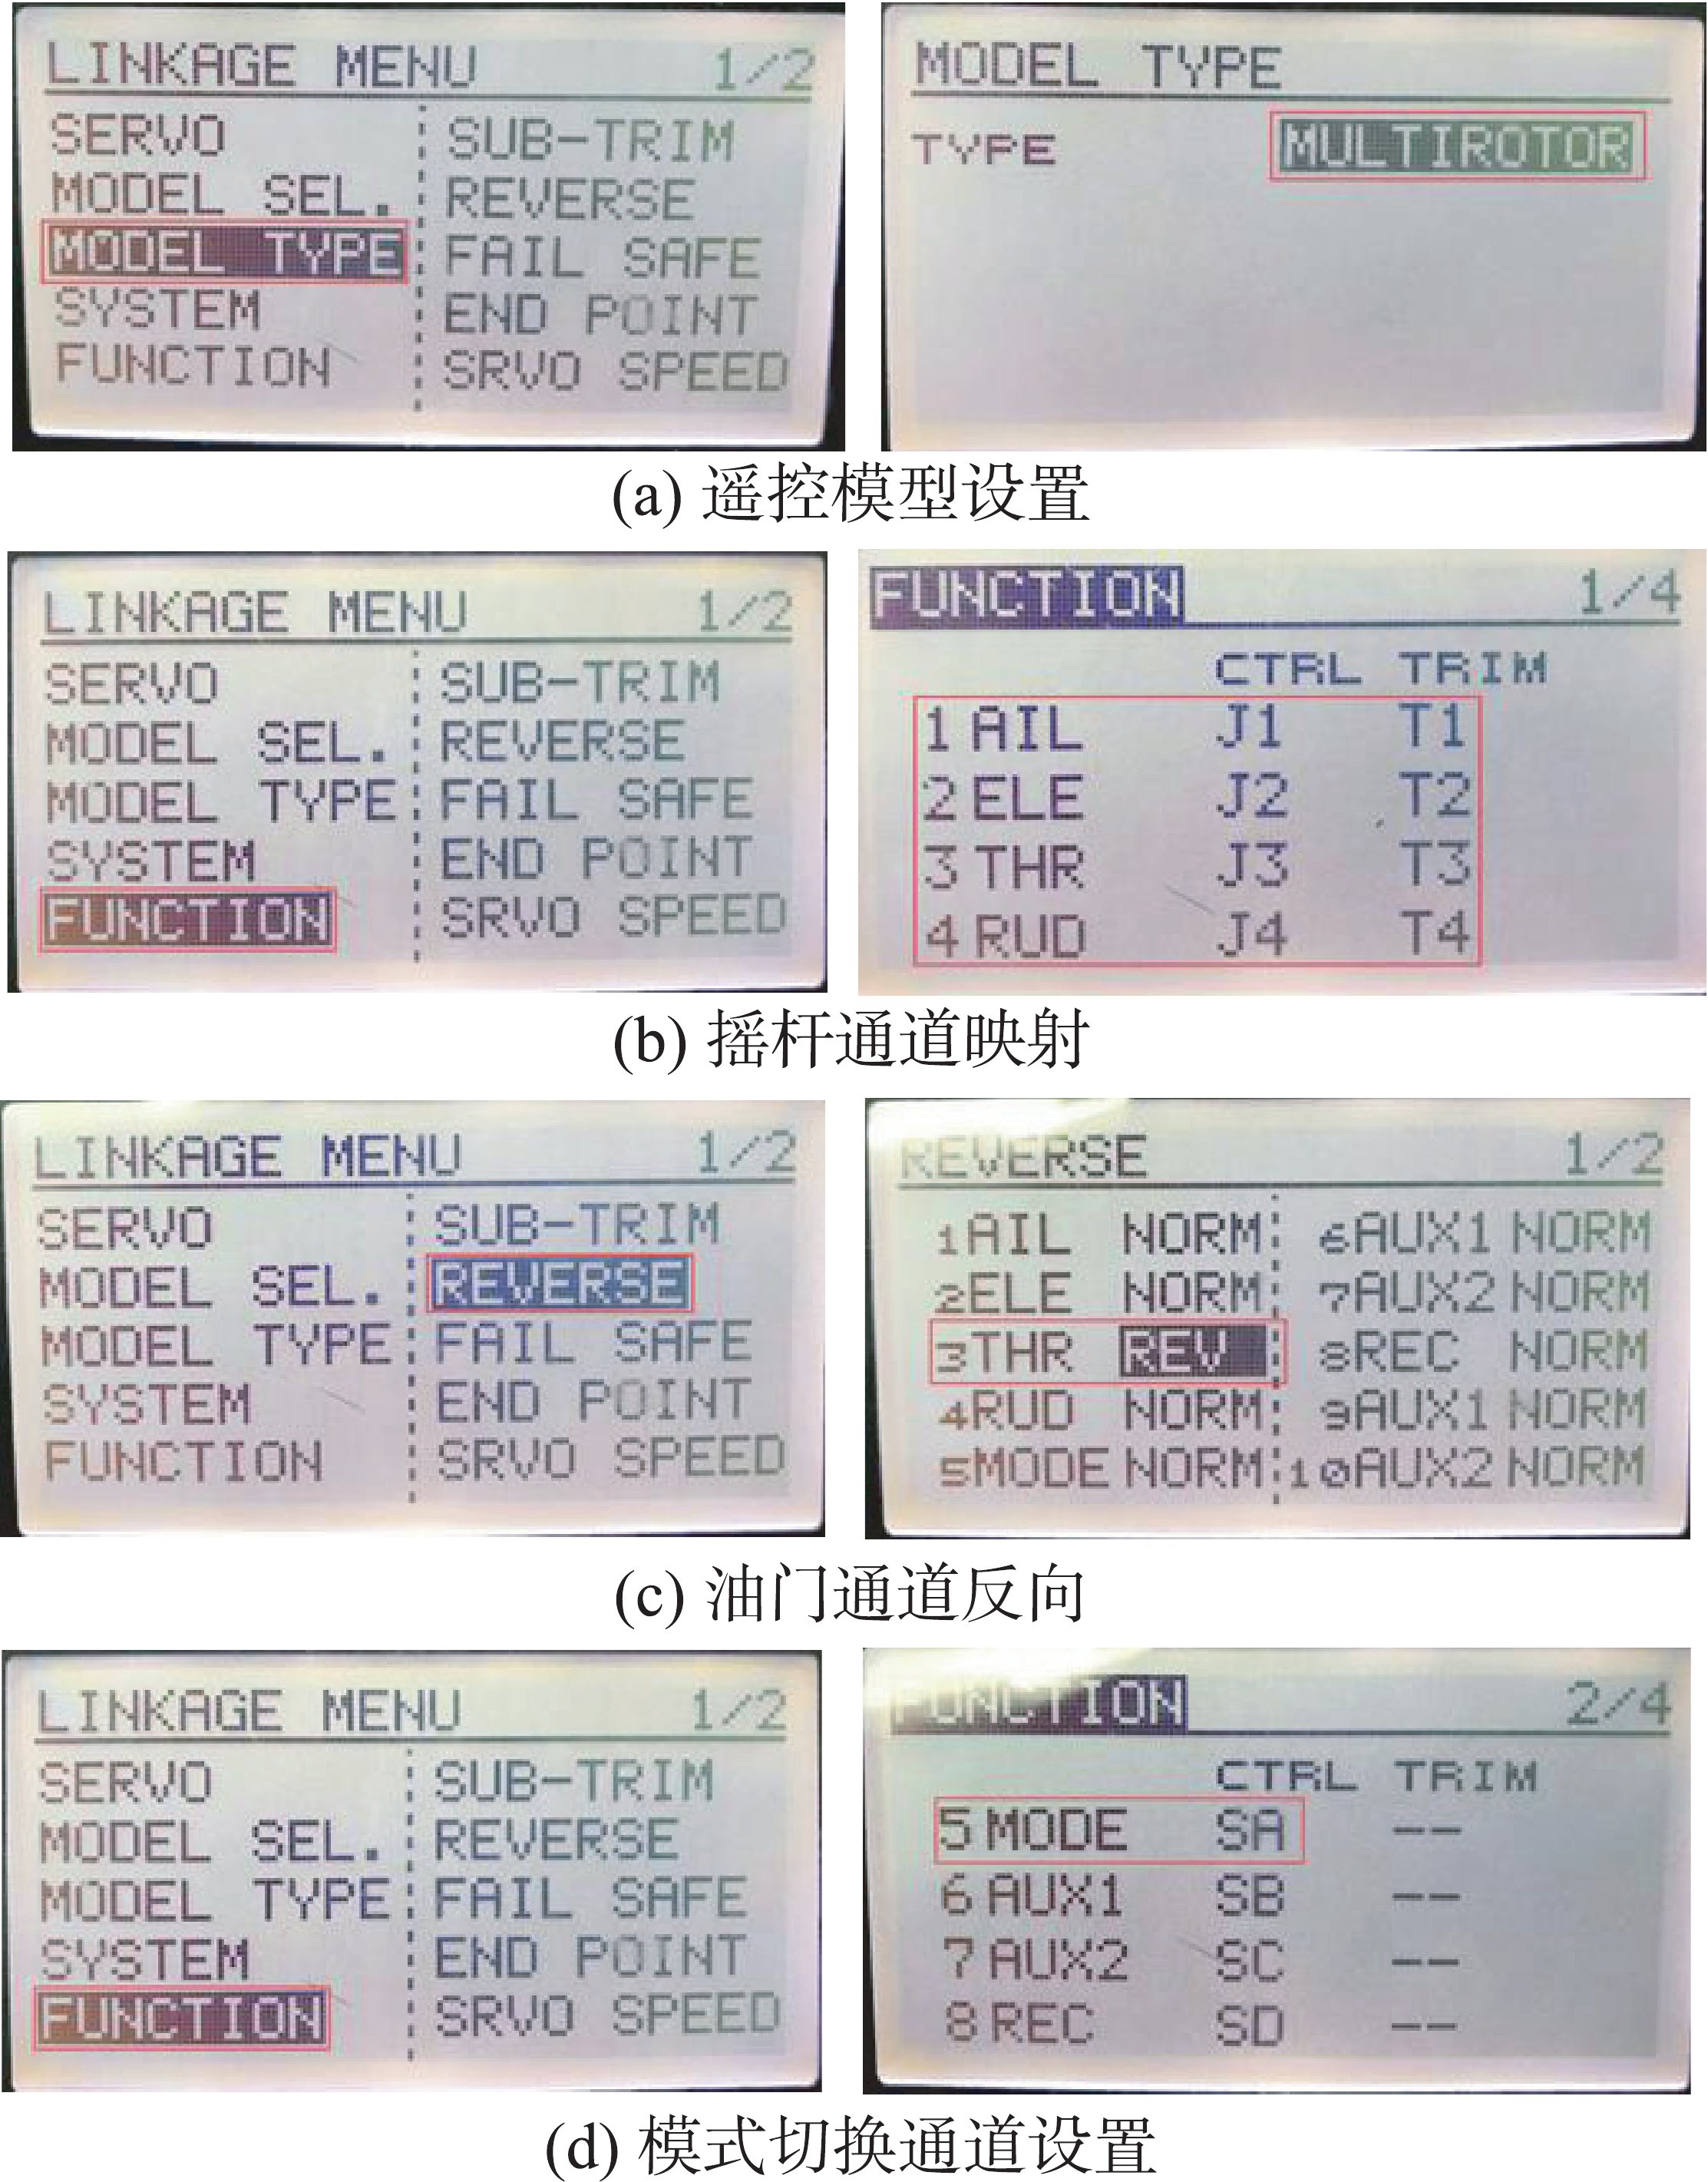 LINKAGE MENU 1/2
SERVO SUB-TRIM
MODEL SEL. REVERSE
MODEL TYPE FAIL SAFE
SYSTEM END POINT
FUNCTION SRVO SPEED
MODEL TYPE
TYPE MULTIROTOR
(a) 遥控模型设置
LINKAGE MENU 1/2
SERVO SUB-TRIM
MODEL SEL. REVERSE
MODEL TYPE FAIL SAFE
SYSTEM END POINT
FUNCTION SRVO SPEED
FUNCTION 1/4
CTRL TRIM
1 AIL J1 T1
2 ELE J2 T2
3 THR J3 T3
4 RUD J4 T4
(b) 摇杆通道映射
LINKAGE MENU 1/2
SERVO SUB-TRIM
MODEL SEL. REVERSE
MODEL TYPE FAIL SAFE
SYSTEM END POINT
FUNCTION SRVO SPEED
REVERSE 1/2
1AIL NORM 6AUX1 NORM
2ELE NORM 7AUX2 NORM
3THR REV 8REC NORM
4RUD NORM 9AUX1 NORM
5MODE NORM 10AUX2 NORM
(c) 油门通道反向
LINKAGE MENU 1/2
SERVO SUB-TRIM
MODEL SEL. REVERSE
MODEL TYPE FAIL SAFE
SYSTEM END POINT
FUNCTION SRVO SPEED
FUNCTION 2/4
CTRL TRIM
5 MODE SA --
6 AUX1 SB --
7 AUX2 SC --
8 REC SD --
(d) 模式切换通道设置